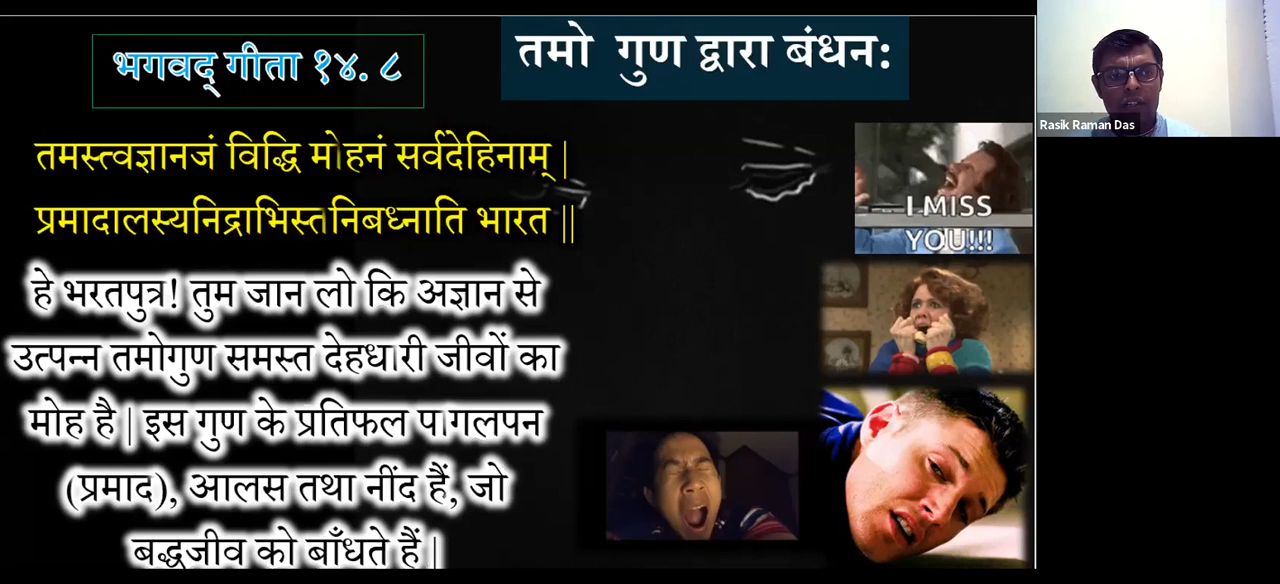 भगवद् गीता १४. ८
तमो गुण द्वारा बंधन:
तमस्त्वज्ञानजं विद्धि मोहनं सर्वदेहिनाम् |
प्रमादालस्यनिद्राभिस्तन्निबध्नाति भारत ||
हे भरतपुत्र! तुम जान लो कि अज्ञान से
उत्पन्न तमोगुण समस्त देहधारी जीवों का
मोह है | इस गुण के प्रतिफल पागलपन
(प्रमाद), आलस तथा नींद हैं, जो
बद्धजीव को बाँधते हैं |
I MISS
YOU!!!
Rasik Raman Das